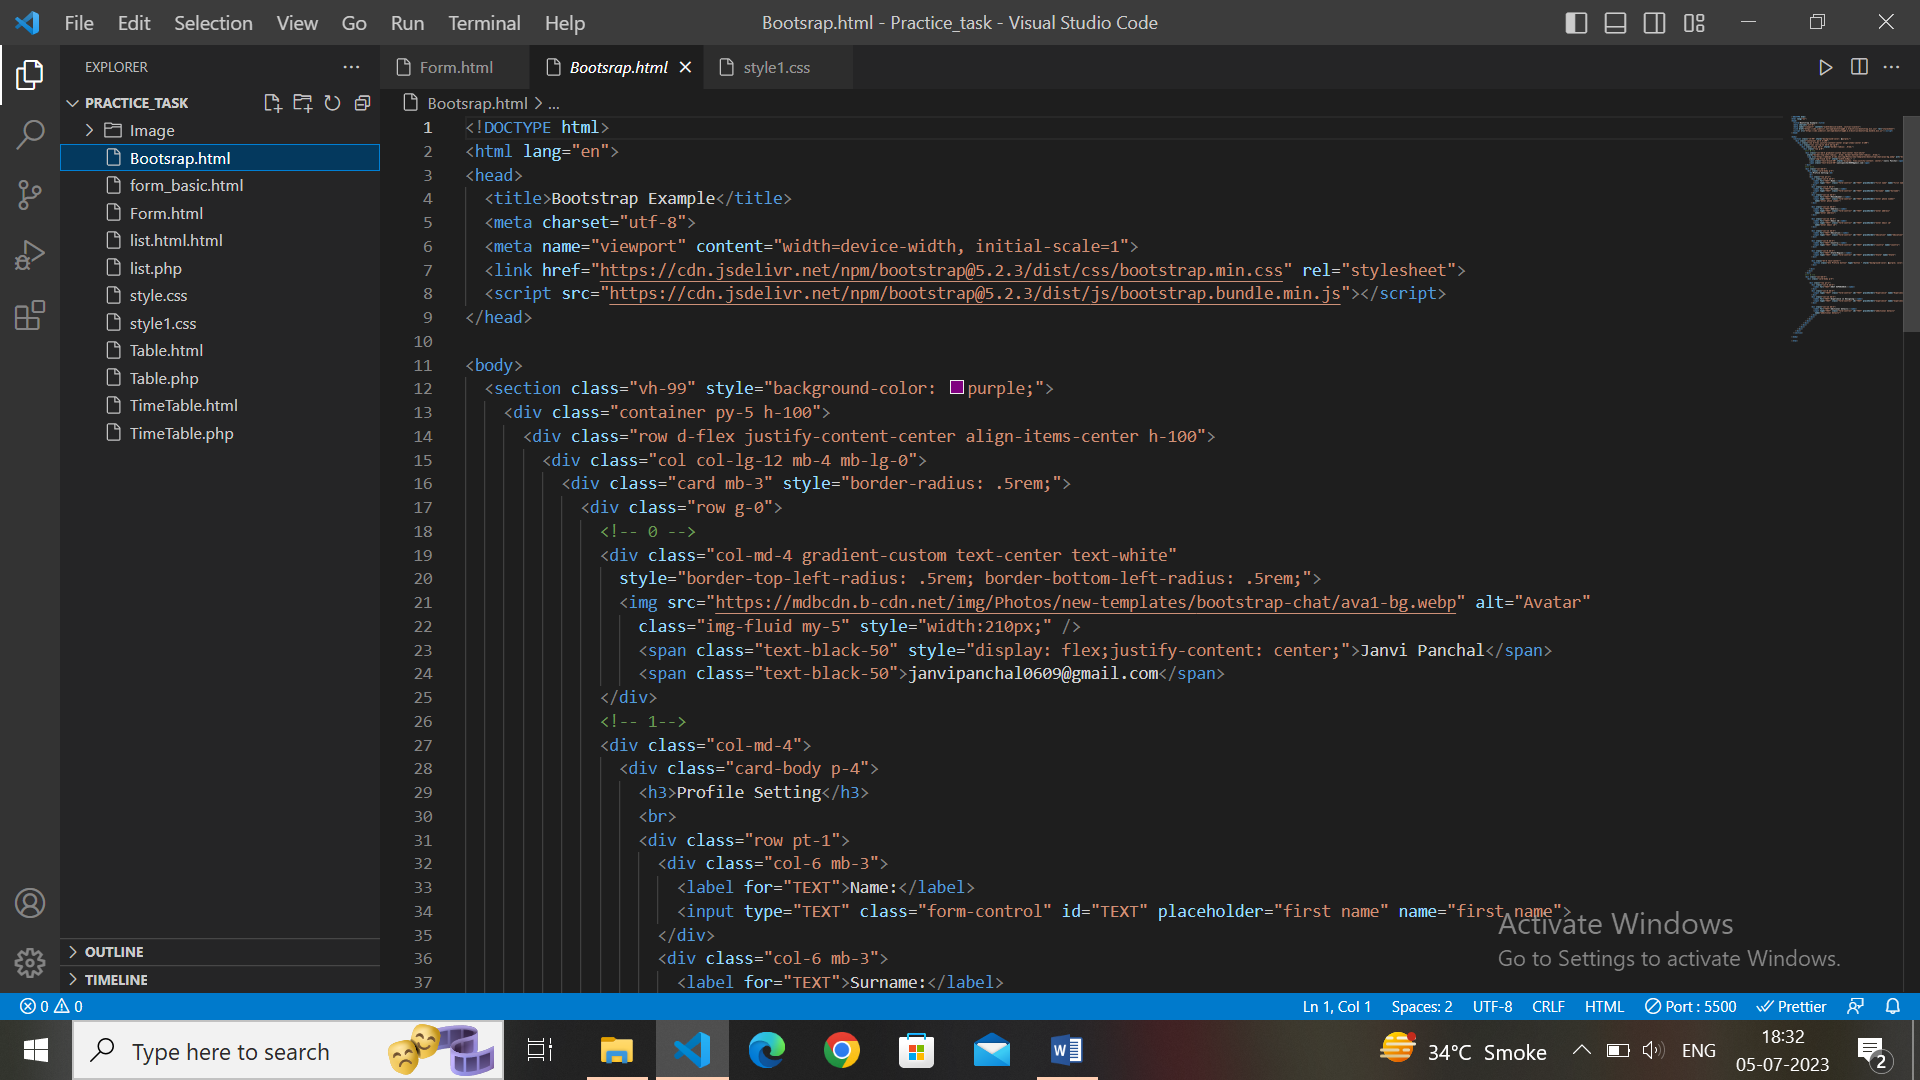 File Edit Selection View Go Run Terminal Help
Bootsrap.html - Practice_task - Visual Studio Code
EXPLORER
PRACTICE_TASK
Image
Bootsrap.html
form_basic.html
Form.html
list.html.html
list.php
style.css
style1.css
Table.html
Table.php
TimeTable.html
TimeTable.php
OUTLINE
TIMELINE
Form.html Bootsrap.html style1.css
Bootsrap.html > ...
1 <!DOCTYPE html>
2 <html lang="en">
3 <head>
4 <title>Bootstrap Example</title>
5 <meta charset="utf-8">
6 <meta name="viewport" content="width=device-width, initial-scale=1">
7 <link href="https://cdn.jsdelivr.net/npm/bootstrap@5.2.3/dist/css/bootstrap.min.css" rel="stylesheet">
8 <script src="https://cdn.jsdelivr.net/npm/bootstrap@5.2.3/dist/js/bootstrap.bundle.min.js"></script>
9 </head>
10
11 <body>
12 <section class="vh-99" style="background-color: purple;">
13 <div class="container py-5 h-100">
14 <div class="row d-flex justify-content-center align-items-center h-100">
15 <div class="col col-lg-12 mb-4 mb-lg-0">
16 <div class="card mb-3" style="border-radius: .5rem;">
17 <div class="row g-0">
18 <!-- 0 -->
19 <div class="col-md-4 gradient-custom text-center text-white"
20 style="border-top-left-radius: .5rem; border-bottom-left-radius: .5rem;">
21 <img src="https://mdbcdn.b-cdn.net/img/Photos/new-templates/bootstrap-chat/ava1-bg.webp" alt="Avatar"
22 class="img-fluid my-5" style="width:210px;" />
23 <span class="text-black-50" style="display: flex;justify-content: center;">Janvi Panchal</span>
24 <span class="text-black-50">janvipanchal0609@gmail.com</span>
25 </div>
26 <!-- 1-->
27 <div class="col-md-4">
28 <div class="card-body p-4">
29 <h3>Profile Setting</h3>
30 <br>
31 <div class="row pt-1">
32 <div class="col-6 mb-3">
33 <label for="TEXT">Name:</label>
34 <input type="TEXT" class="form-control" id="TEXT" placeholder="first name" name="first name">
35 </div>
36 <div class="col-6 mb-3">
37 <label for="TEXT">Surname:</label>
Activate Windows
Go to Settings to activate Windows.
0 0
Ln 1, Col 1 Spaces: 2 UTF-8 CRLF HTML Port : 5500 Prettier
Type here to search
34°C Smoke
ENG
18:32
05-07-2023
2